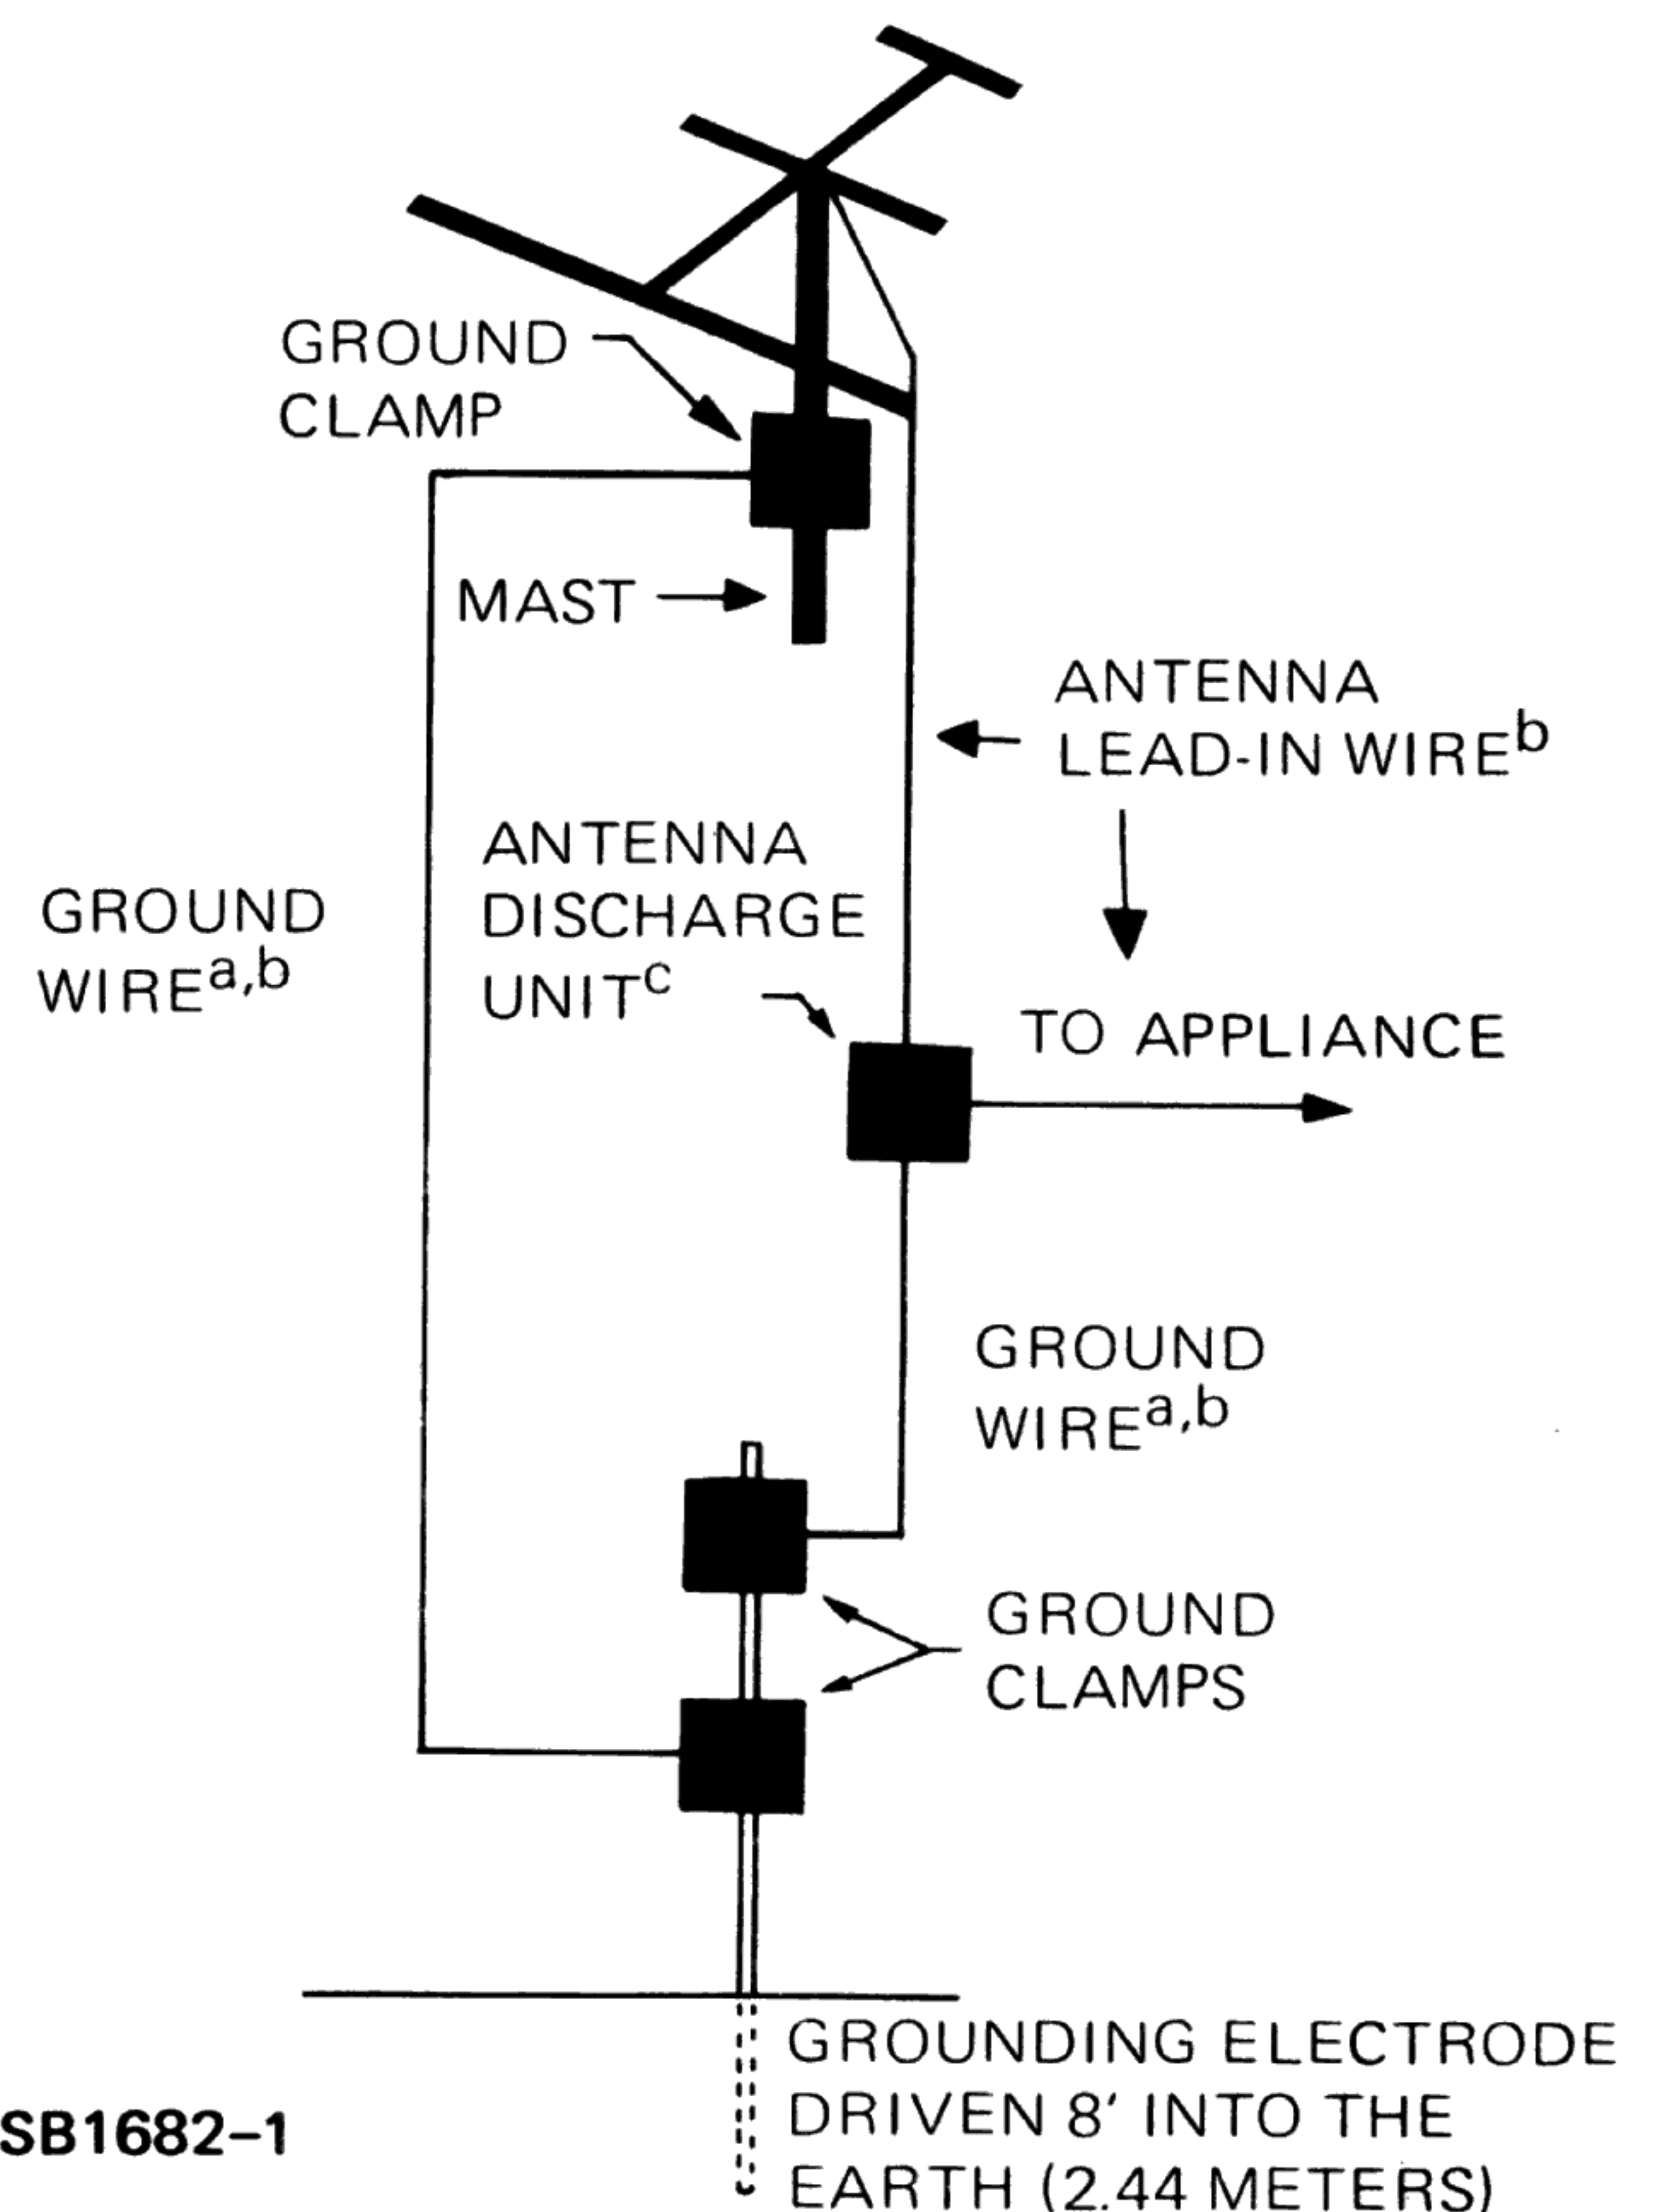 GROUND
CLAMP
MAST
ANTENNA
LEAD-IN WIREb
ANTENNA
DISCHARGE
UNITc
GROUND
WIREa,b
TO APPLIANCE
GROUND
WIREa,b
GROUND
CLAMPS
GROUNDING ELECTRODE
DRIVEN 8' INTO THE
EARTH (2.44 METERS)
SB1682-1